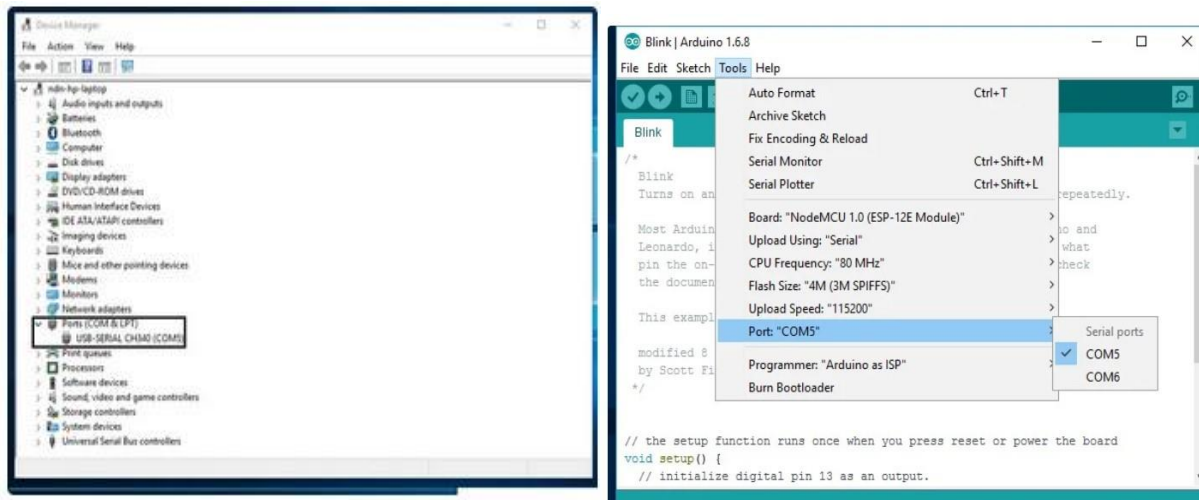 Device Manager
File Action View Help
ndn-hp-laptop
Audio inputs and outputs
Batteries
Bluetooth
Computer
Disk drives
Display adapters
DVD/CD-ROM drives
Human Interface Devices
IDE ATA/ATAPI controllers
Imaging devices
Keyboards
Mice and other pointing devices
Modems
Monitors
Network adapters
Ports (COM & LPT)
USB-SERIAL CH340 (COM5)
Print queues
Processors
Software devices
Sound, video and game controllers
Storage controllers
System devices
Universal Serial Bus controllers
Blink | Arduino 1.6.8
File Edit Sketch Tools Help
Auto Format Ctrl+T
Archive Sketch
Fix Encoding & Reload
Serial Monitor Ctrl+Shift+M
Serial Plotter Ctrl+Shift+L
Board: "NodeMCU 1.0 (ESP-12E Module)"
Upload Using: "Serial"
CPU Frequency: "80 MHz"
Flash Size: "4M (3M SPIFFS)"
Upload Speed: "115200"
Port: "COM5"
Programmer: "Arduino as ISP"
Burn Bootloader
Serial ports
COM5
COM6
Blink
/*
Blink
Turns on an repeatedly.
Most Arduin no and
Leonardo, i what
pin the on- check
the documen
This exampl
modified 8
by Scott Fi
*/
// the setup function runs once when you press reset or power the board
void setup() {
// initialize digital pin 13 as an output.